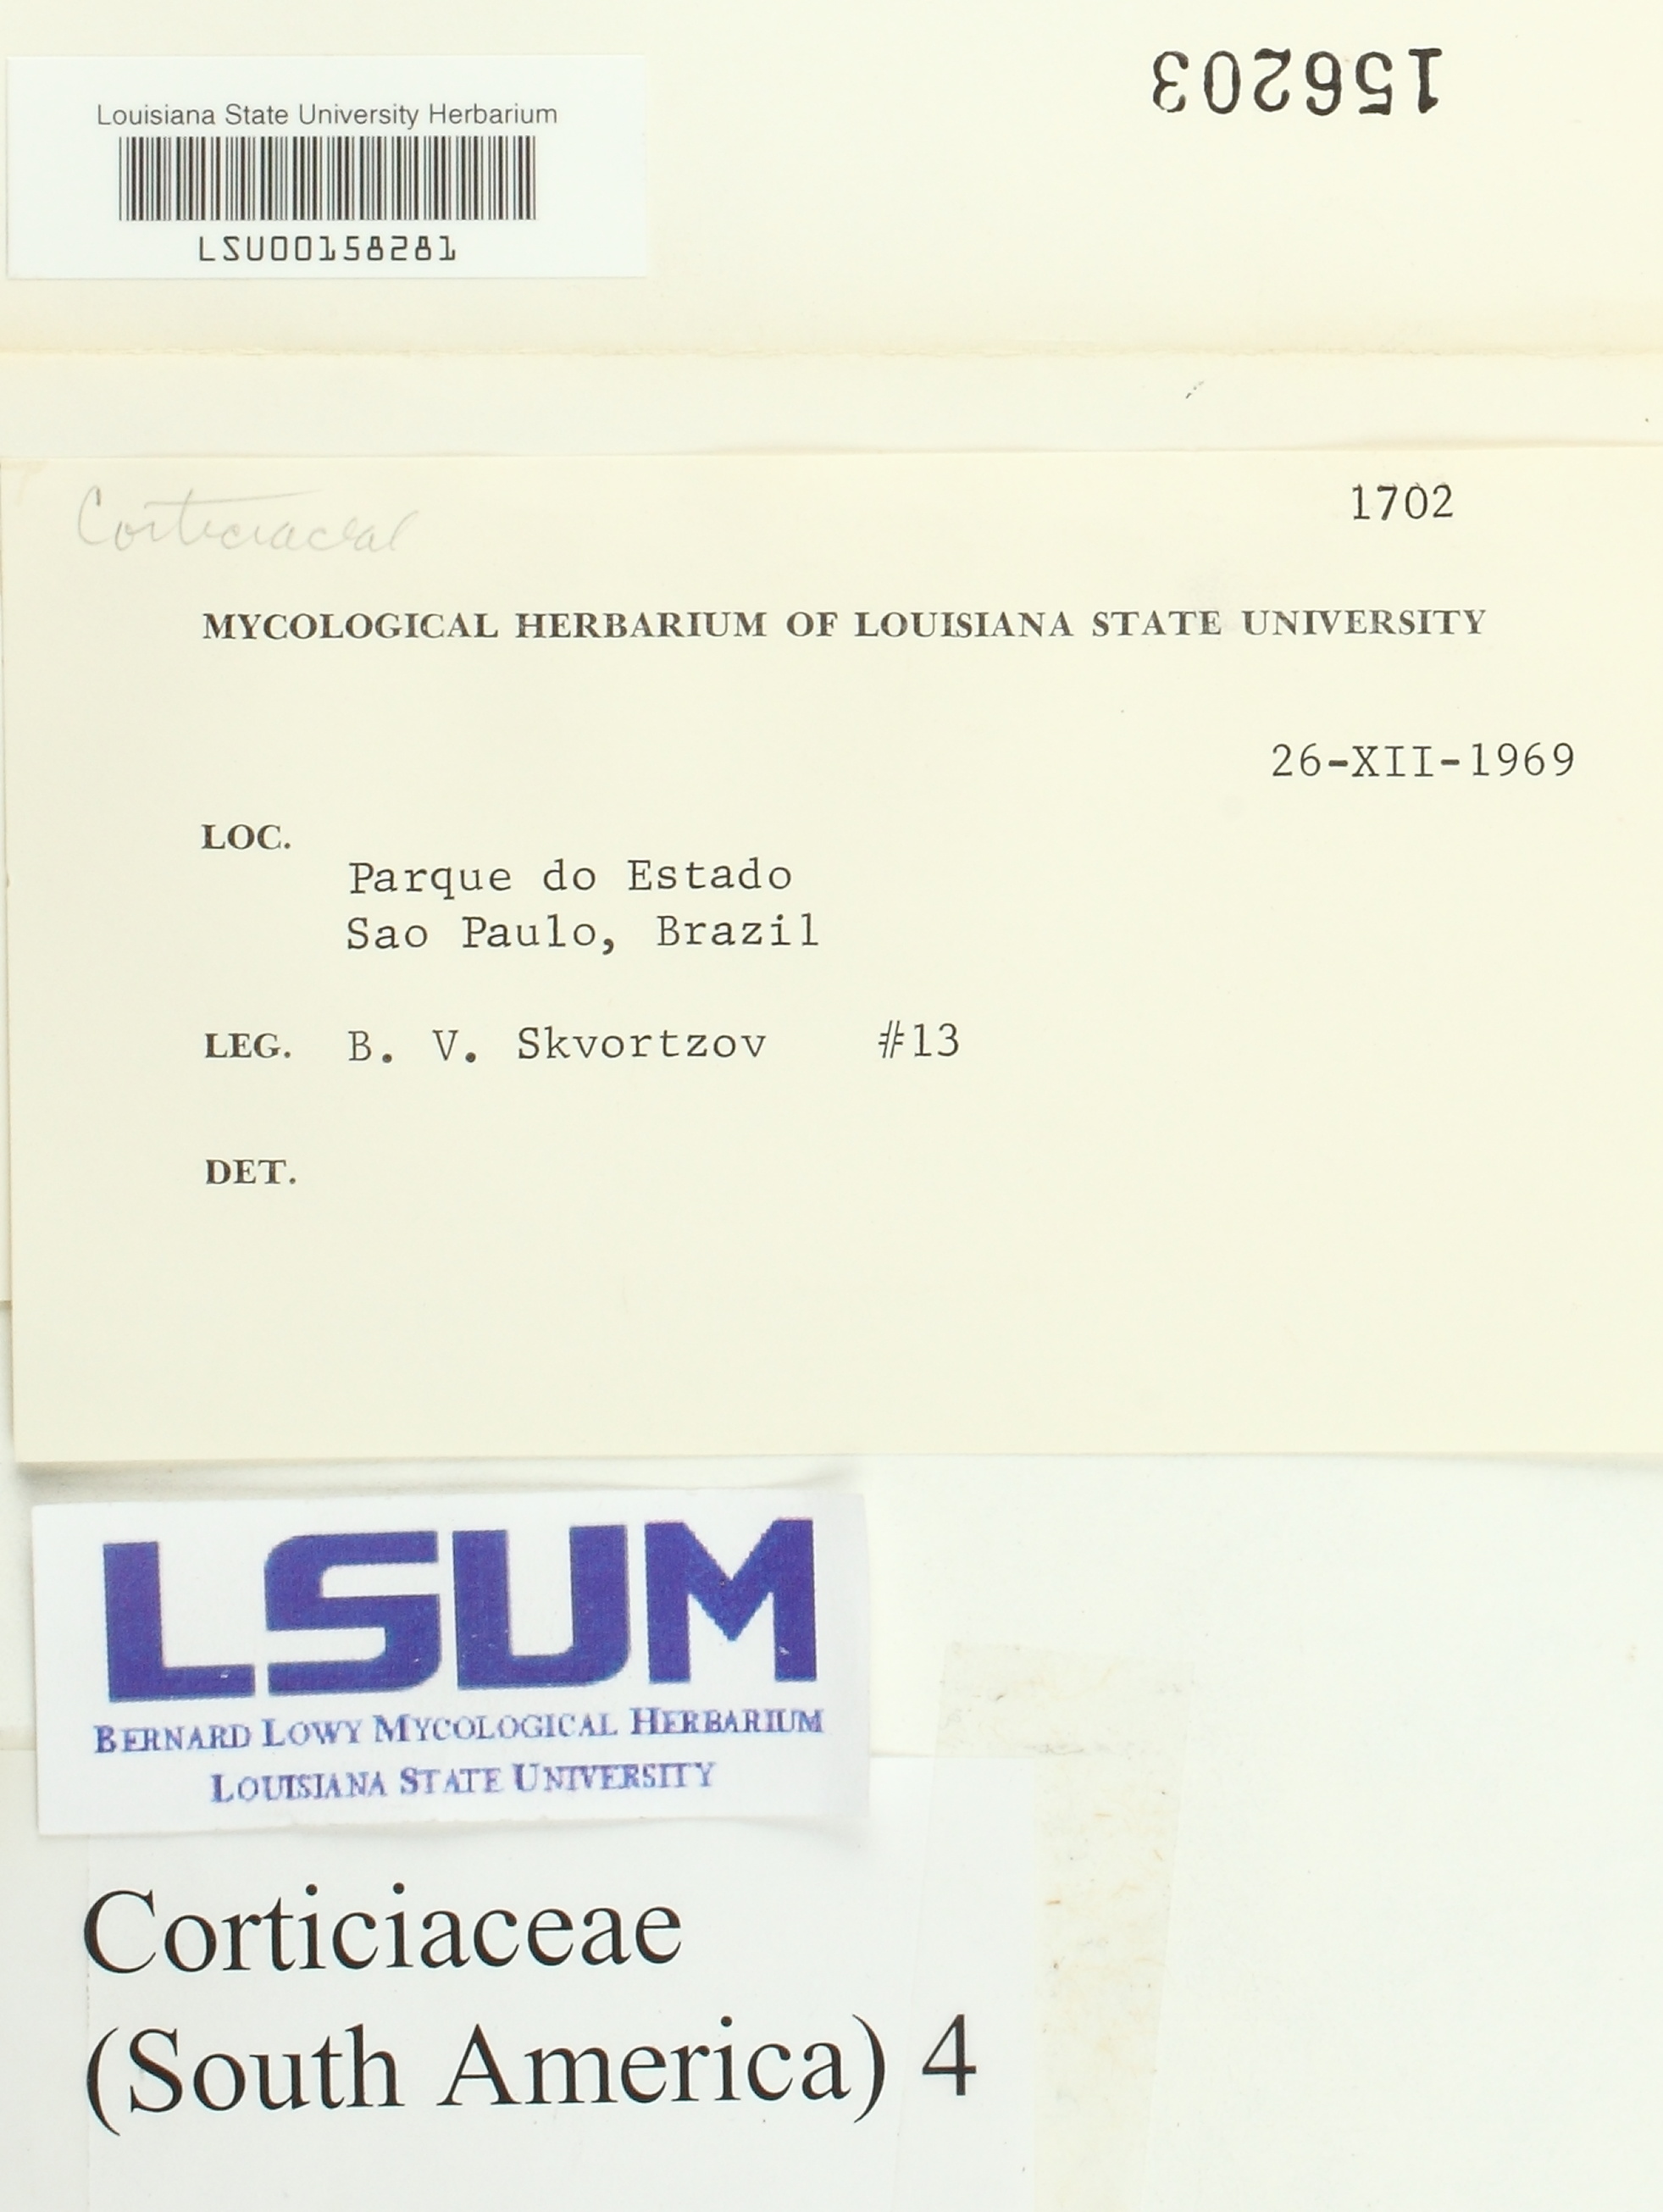 156203
Louisiana State University Herbarium
LSU00158281
Corticiaceae
1702
MYCOLOGICAL HERBARIUM OF LOUISIANA STATE UNIVERSITY
26-XII-1969
LOC.
Parque do Estado
Sao Paulo, Brazil
LEG. B. V. Skvortzov #13
DET.
LSUM
BERNARD LOWY MYCOLOGICAL HERBARIUM
LOUISIANA STATE UNIVERSITY
Corticiaceae
(South America) 4